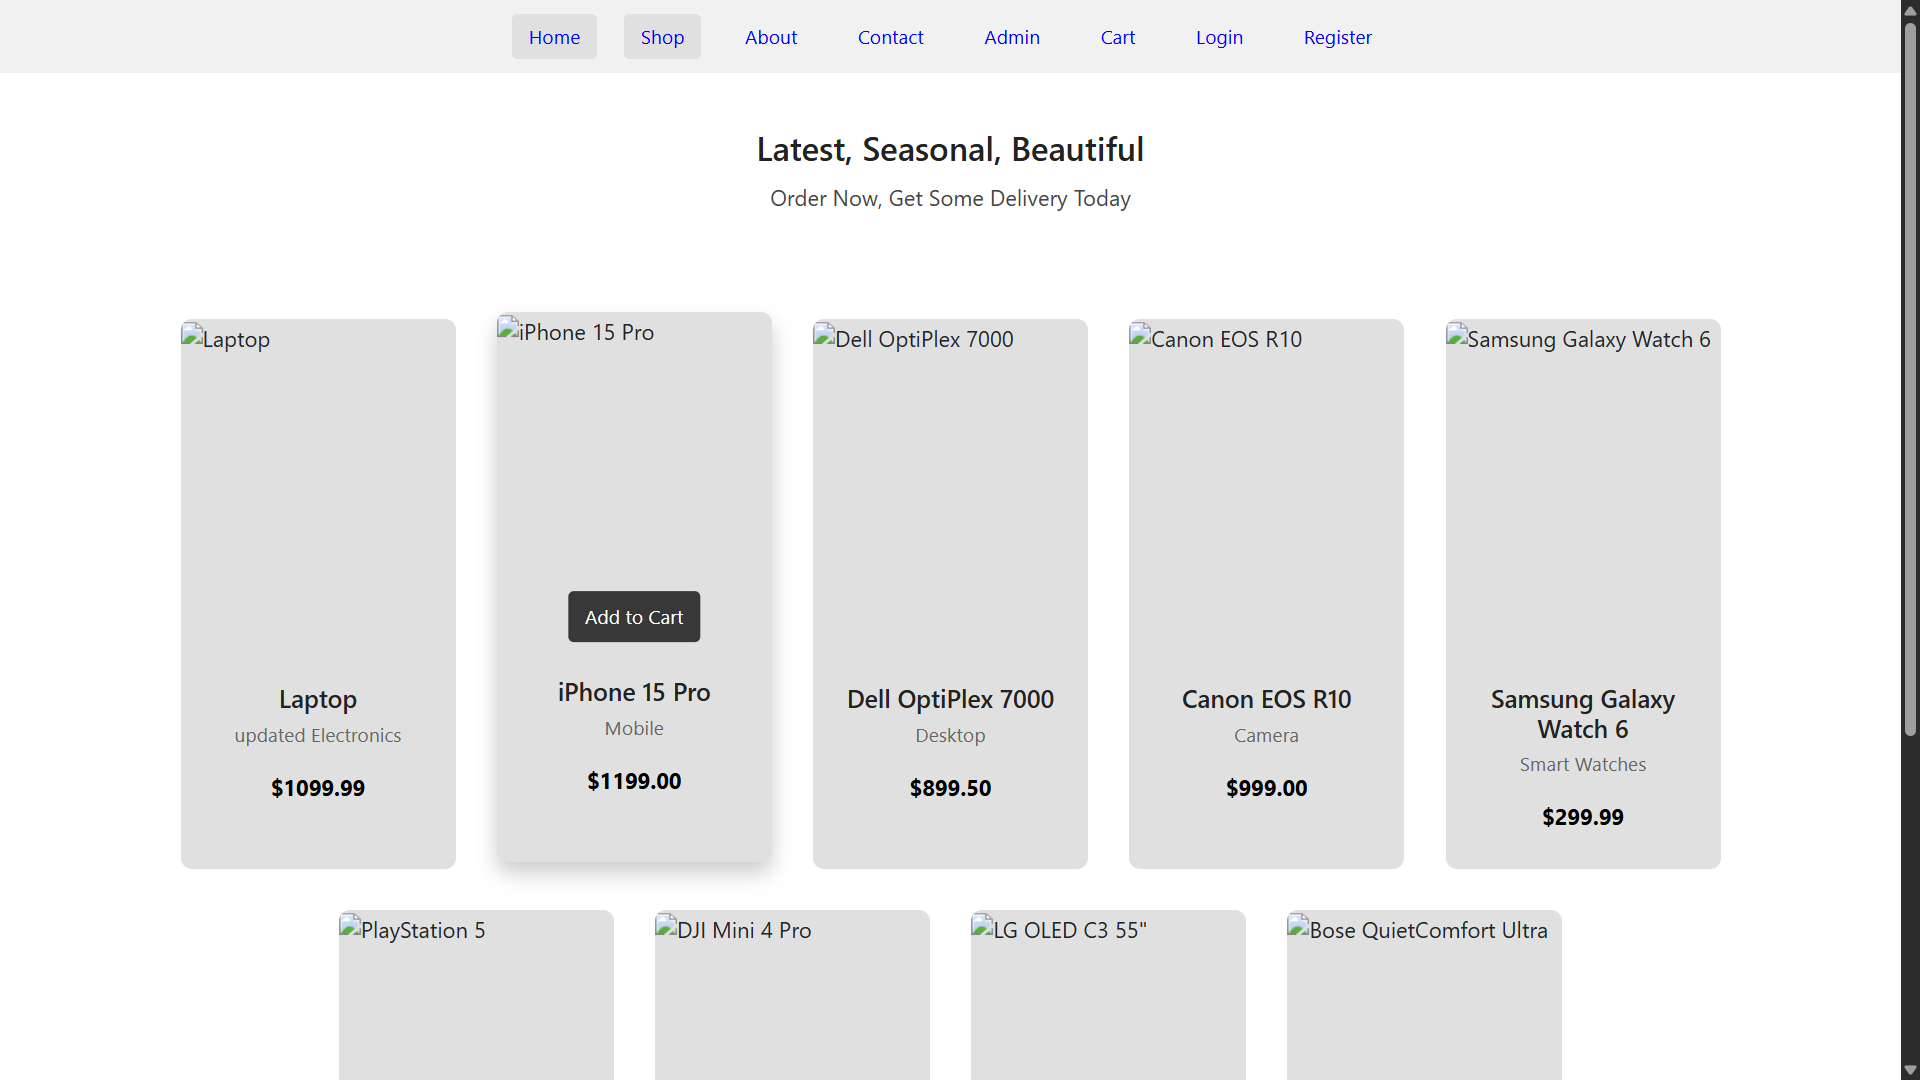 Home Shop About Contact Admin Cart Login Register
Latest, Seasonal, Beautiful
Order Now, Get Some Delivery Today
Laptop
iPhone 15 Pro
Dell OptiPlex 7000
Canon EOS R10
Samsung Galaxy Watch 6
Laptop
updated Electronics
$1099.99
Add to Cart
iPhone 15 Pro
Mobile
$1199.00
Dell OptiPlex 7000
Desktop
$899.50
Canon EOS R10
Camera
$999.00
Samsung Galaxy
Watch 6
Smart Watches
$299.99
PlayStation 5
DJI Mini 4 Pro
LG OLED C3 55"
Bose QuietComfort Ultra